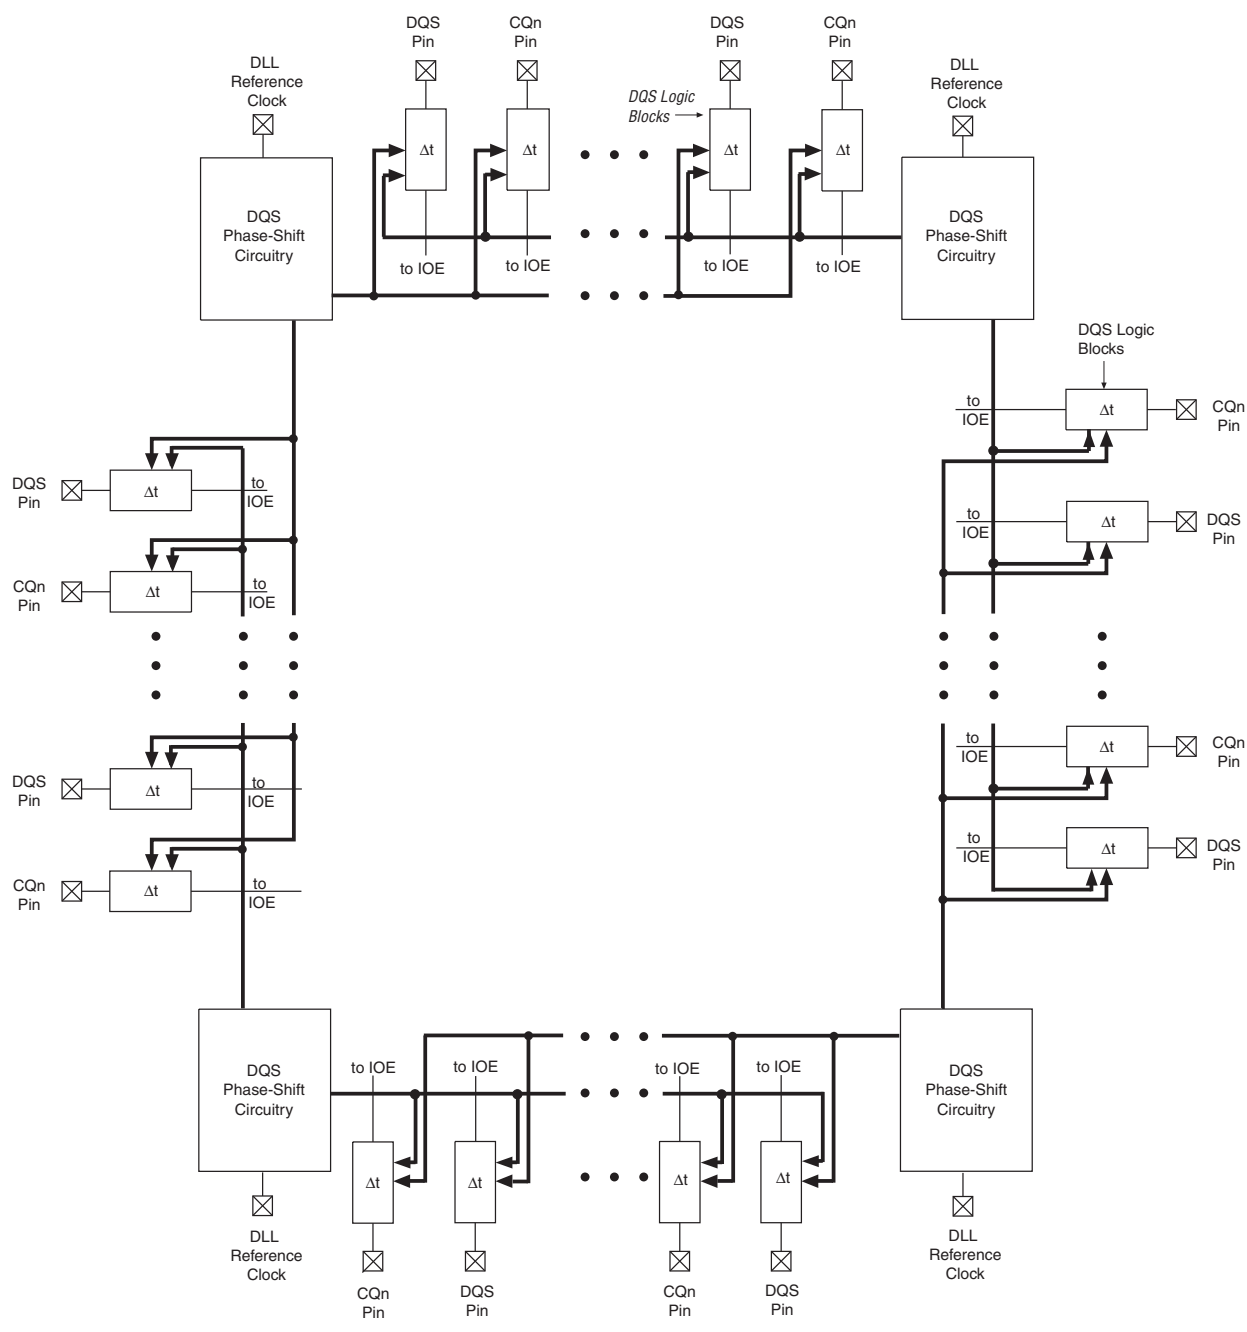 DQS
Pin
CQn
Pin
DQS
Pin
CQn
Pin
DLL
Reference
Clock
DLL
Reference
Clock
DQS Logic
Blocks
Δt
Δt
Δt
Δt
DQS
Phase-Shift
Circuitry
DQS
Phase-Shift
Circuitry
to IOE
to IOE
to IOE
to IOE
DQS Logic
Blocks
to
IOE
Δt
CQn
Pin
DQS
Pin
Δt
to
IOE
to
IOE
Δt
DQS
Pin
CQn
Pin
Δt
to
IOE
to
IOE
Δt
CQn
Pin
DQS
Pin
Δt
to
IOE
to
IOE
Δt
DQS
Pin
CQn
Pin
Δt
to
IOE
DQS
Phase-Shift
Circuitry
to IOE
to IOE
to IOE
to IOE
DQS
Phase-Shift
Circuitry
Δt
Δt
Δt
Δt
DLL
Reference
Clock
DLL
Reference
Clock
CQn
Pin
DQS
Pin
CQn
Pin
DQS
Pin